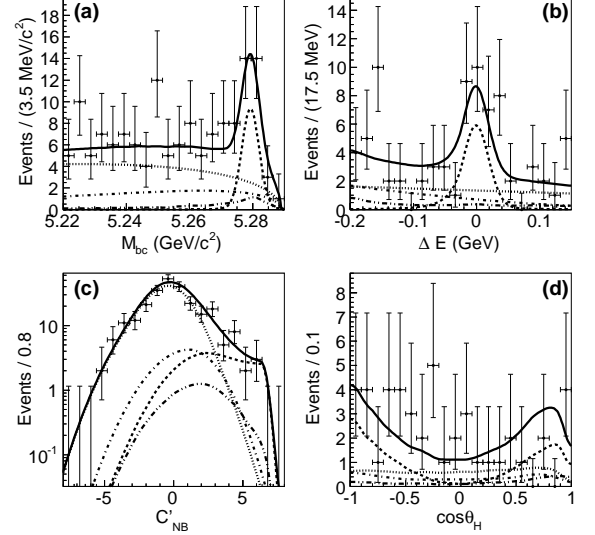 (a)
Events / (3.5 MeV/c²)
0 2 4 6 8 10 12 14 16 18
5.22 5.24 5.26 5.28
M_bc (GeV/c²)
(b)
Events / (17.5 MeV)
0 2 4 6 8 10 12 14
-0.2 -0.1 0 0.1
Δ E (GeV)
(c)
Events / 0.8
10⁻¹ 1 10
-5 0 5
C'_NB
(d)
Events / 0.1
0 1 2 3 4 5 6 7 8
-1 -0.5 0 0.5 1
cosθ_H